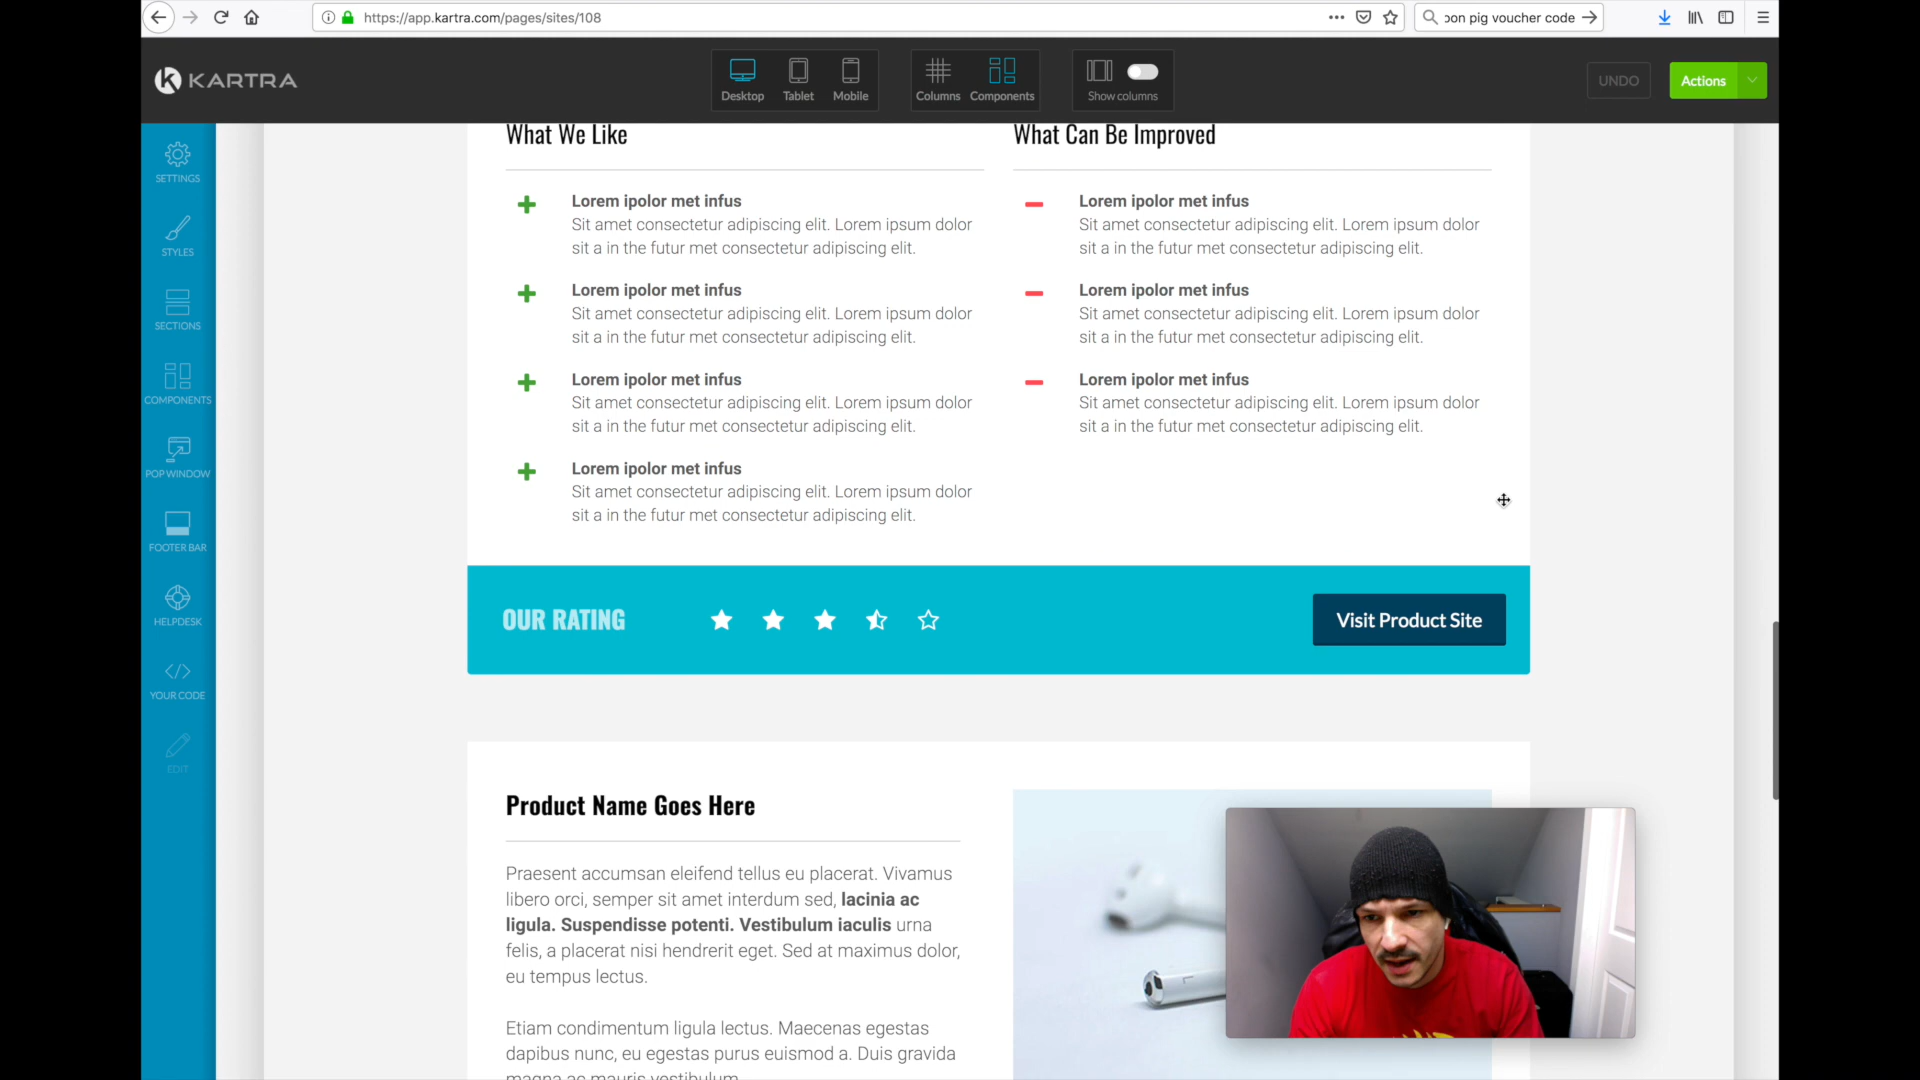 https://app.kartra.com/pages/sites/108
pig voucher code
KARTRA
Desktop
Tablet
Mobile
Columns
Components
Show columns
UNDO
Actions
SETTINGS
STYLES
SECTIONS
COMPONENTS
POP WINDOW
FOOTER BAR
HELPDESK
YOUR CODE
EDIT
What We Like
Lorem ipolor met infus
Sit amet consectetur adipiscing elit. Lorem ipsum dolor
sit a in the futur met consectetur adipiscing elit.
Lorem ipolor met infus
Sit amet consectetur adipiscing elit. Lorem ipsum dolor
sit a in the futur met consectetur adipiscing elit.
Lorem ipolor met infus
Sit amet consectetur adipiscing elit. Lorem ipsum dolor
sit a in the futur met consectetur adipiscing elit.
Lorem ipolor met infus
Sit amet consectetur adipiscing elit. Lorem ipsum dolor
sit a in the futur met consectetur adipiscing elit.
What Can Be Improved
Lorem ipolor met infus
Sit amet consectetur adipiscing elit. Lorem ipsum dolor
sit a in the futur met consectetur adipiscing elit.
Lorem ipolor met infus
Sit amet consectetur adipiscing elit. Lorem ipsum dolor
sit a in the futur met consectetur adipiscing elit.
Lorem ipolor met infus
Sit amet consectetur adipiscing elit. Lorem ipsum dolor
sit a in the futur met consectetur adipiscing elit.
OUR RATING
Visit Product Site
Product Name Goes Here
Praesent accumsan eleifend tellus eu placerat. Vivamus
libero orci, semper sit amet interdum sed, lacinia ac
ligula. Suspendisse potenti. Vestibulum iaculis urna
felis, a placerat nisi hendrerit eget. Sed at maximus dolor,
eu tempus lectus.
Etiam condimentum ligula lectus. Maecenas egestas
dapibus nunc, eu egestas purus euismod a. Duis gravida
magna ac mauris vestibulum